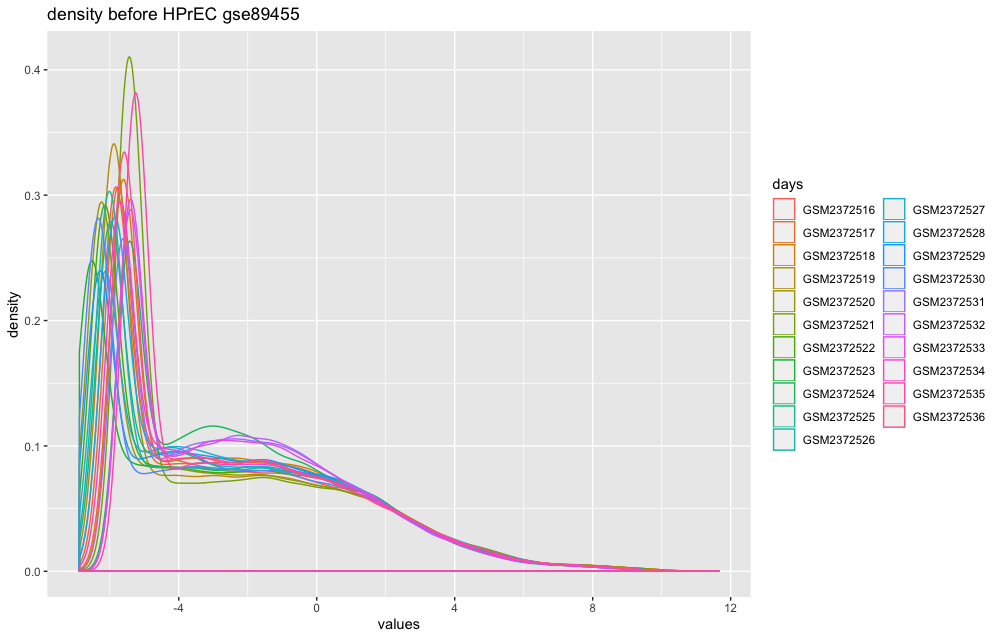 density before HPrEC gse89455
density
0.4
0.3
0.2
0.1
0.0
-4
0
4
8
12
values
days
GSM2372516
GSM2372517
GSM2372518
GSM2372519
GSM2372520
GSM2372521
GSM2372522
GSM2372523
GSM2372524
GSM2372525
GSM2372526
GSM2372527
GSM2372528
GSM2372529
GSM2372530
GSM2372531
GSM2372532
GSM2372533
GSM2372534
GSM2372535
GSM2372536